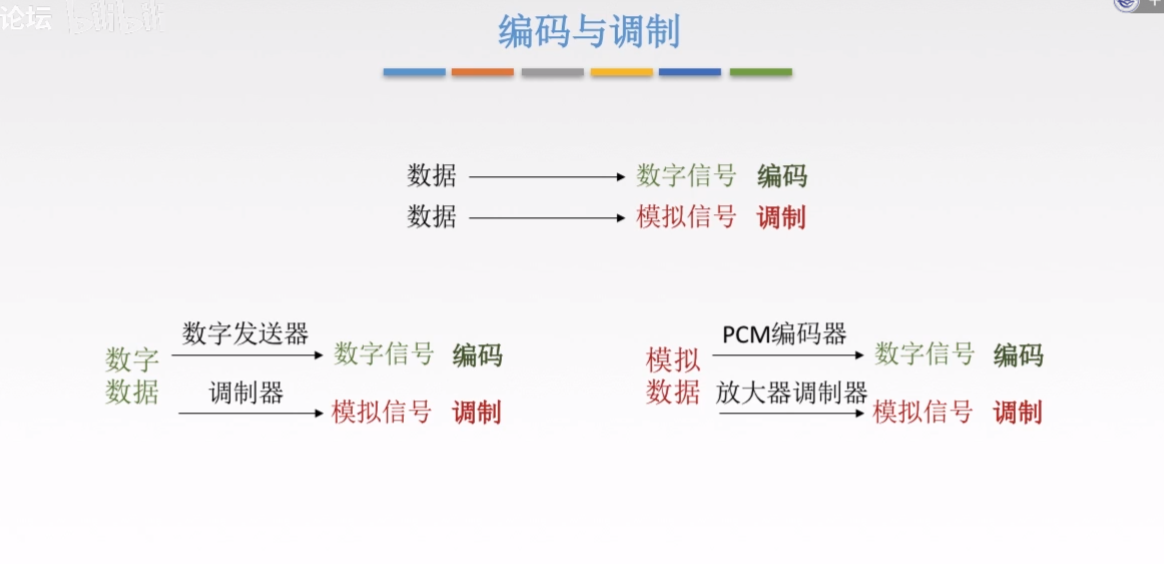 论坛 bilibili
编码与调制
数据 数字信号 编码
数据 模拟信号 调制
数字发送器
数字
数据
数字信号 编码
调制器
模拟信号 调制
PCM编码器
模拟
数据
数字信号 编码
放大器调制器
模拟信号 调制